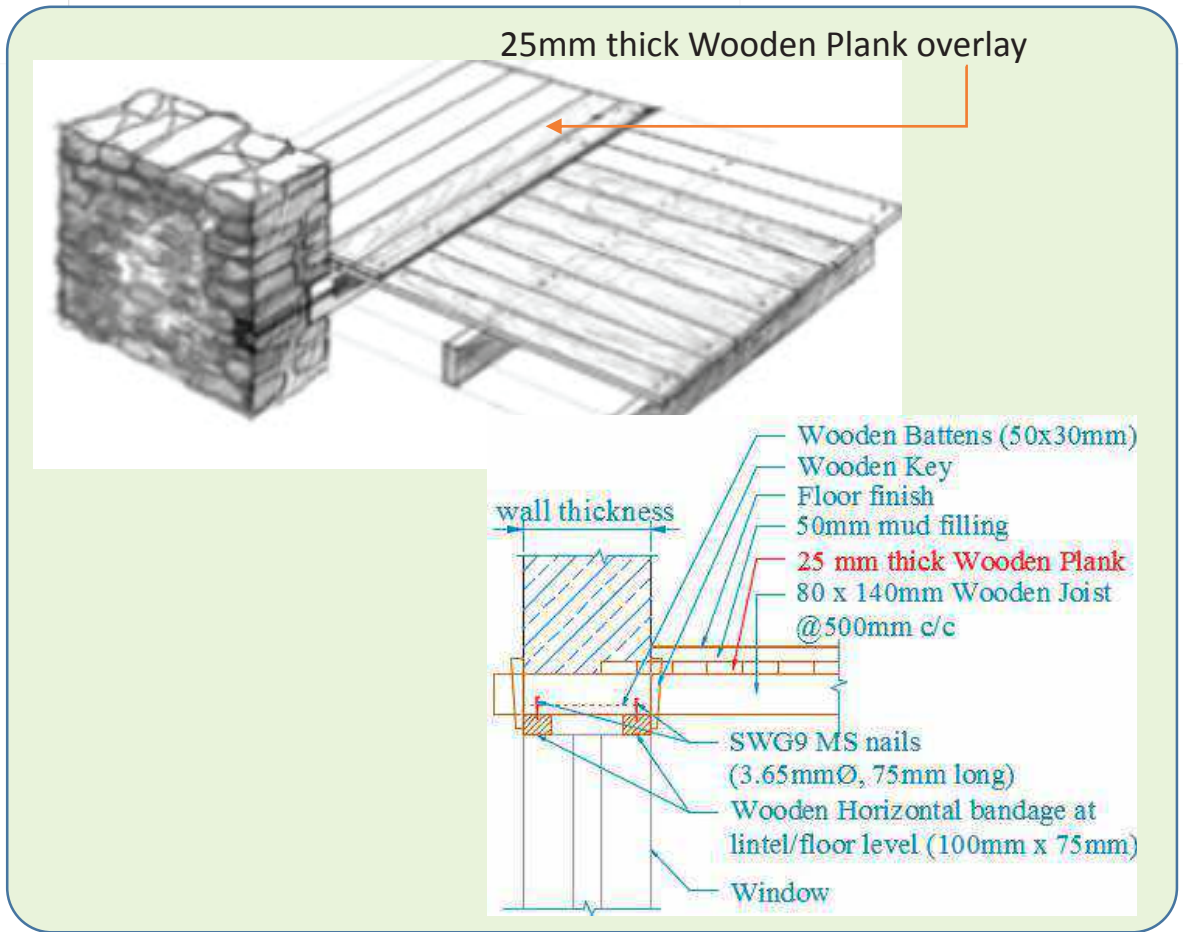 25mm thick Wooden Plank overlay
Wooden Battens (50x30mm)
Wooden Key
Floor finish
wall thickness
50mm mud filling
25 mm thick Wooden Plank
80 x 140mm Wooden Joist
@500mm c/c
SWG9 MS nails
(3.65mmØ, 75mm long)
Wooden Horizontal bandage at
lintel/floor level (100mm x 75mm)
Window